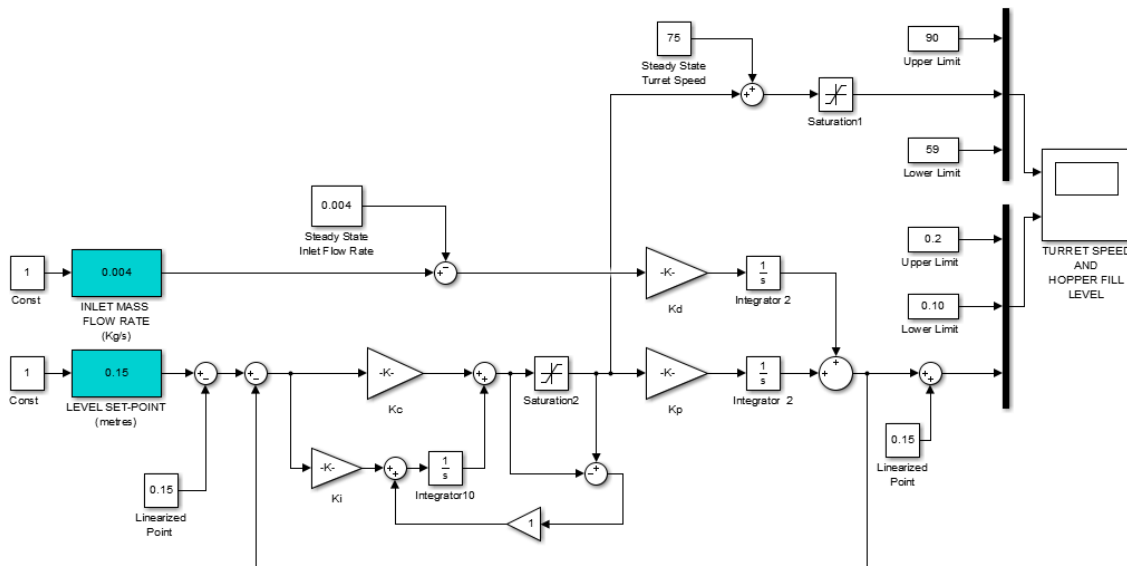 75
Steady State
Turret Speed
+
+
Saturation1
90
Upper Limit
59
Lower Limit
TURRET SPEED
AND
HOPPER FILL
LEVEL
0.004
Steady State
Inlet Flow Rate
0.2
Upper Limit
0.10
Lower Limit
1
Const
0.004
INLET MASS
FLOW RATE
(Kg/s)
+
−
-K-
Kd
1
s
Integrator 2
1
Const
0.15
LEVEL SET-POINT
(metres)
+
−
+
−
-K-
Kc
+
+
Saturation2
-K-
Kp
1
s
Integrator 2
+
+
+
+
0.15
Linearized
Point
0.15
Linearized
Point
-K-
Ki
+
+
1
s
Integrator10
+
−
1